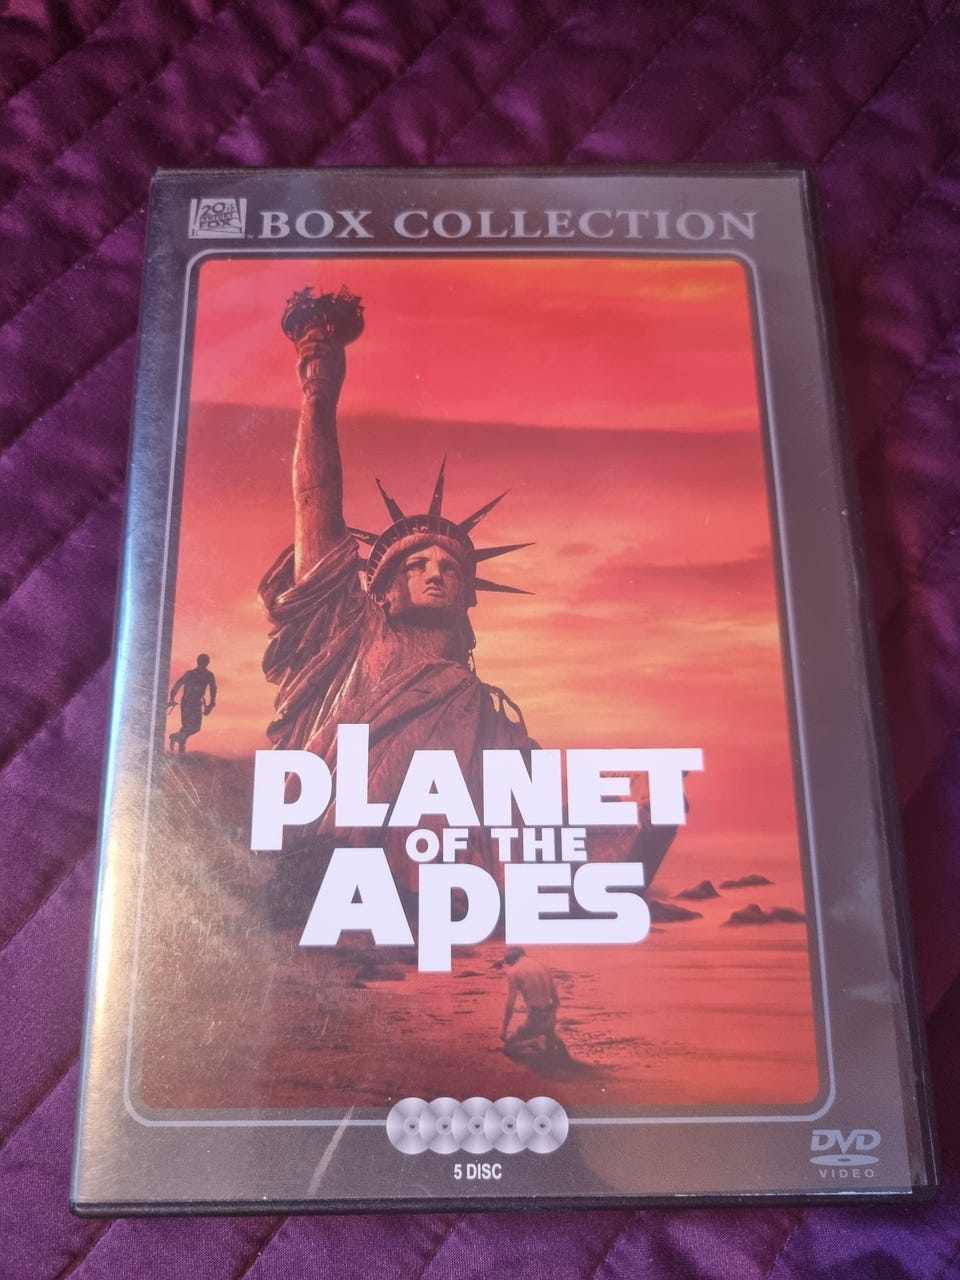 20th
CENTURY
FOX
BOX COLLECTION
PLANET
OF THE
APES
5 DISC
DVD
VIDEO